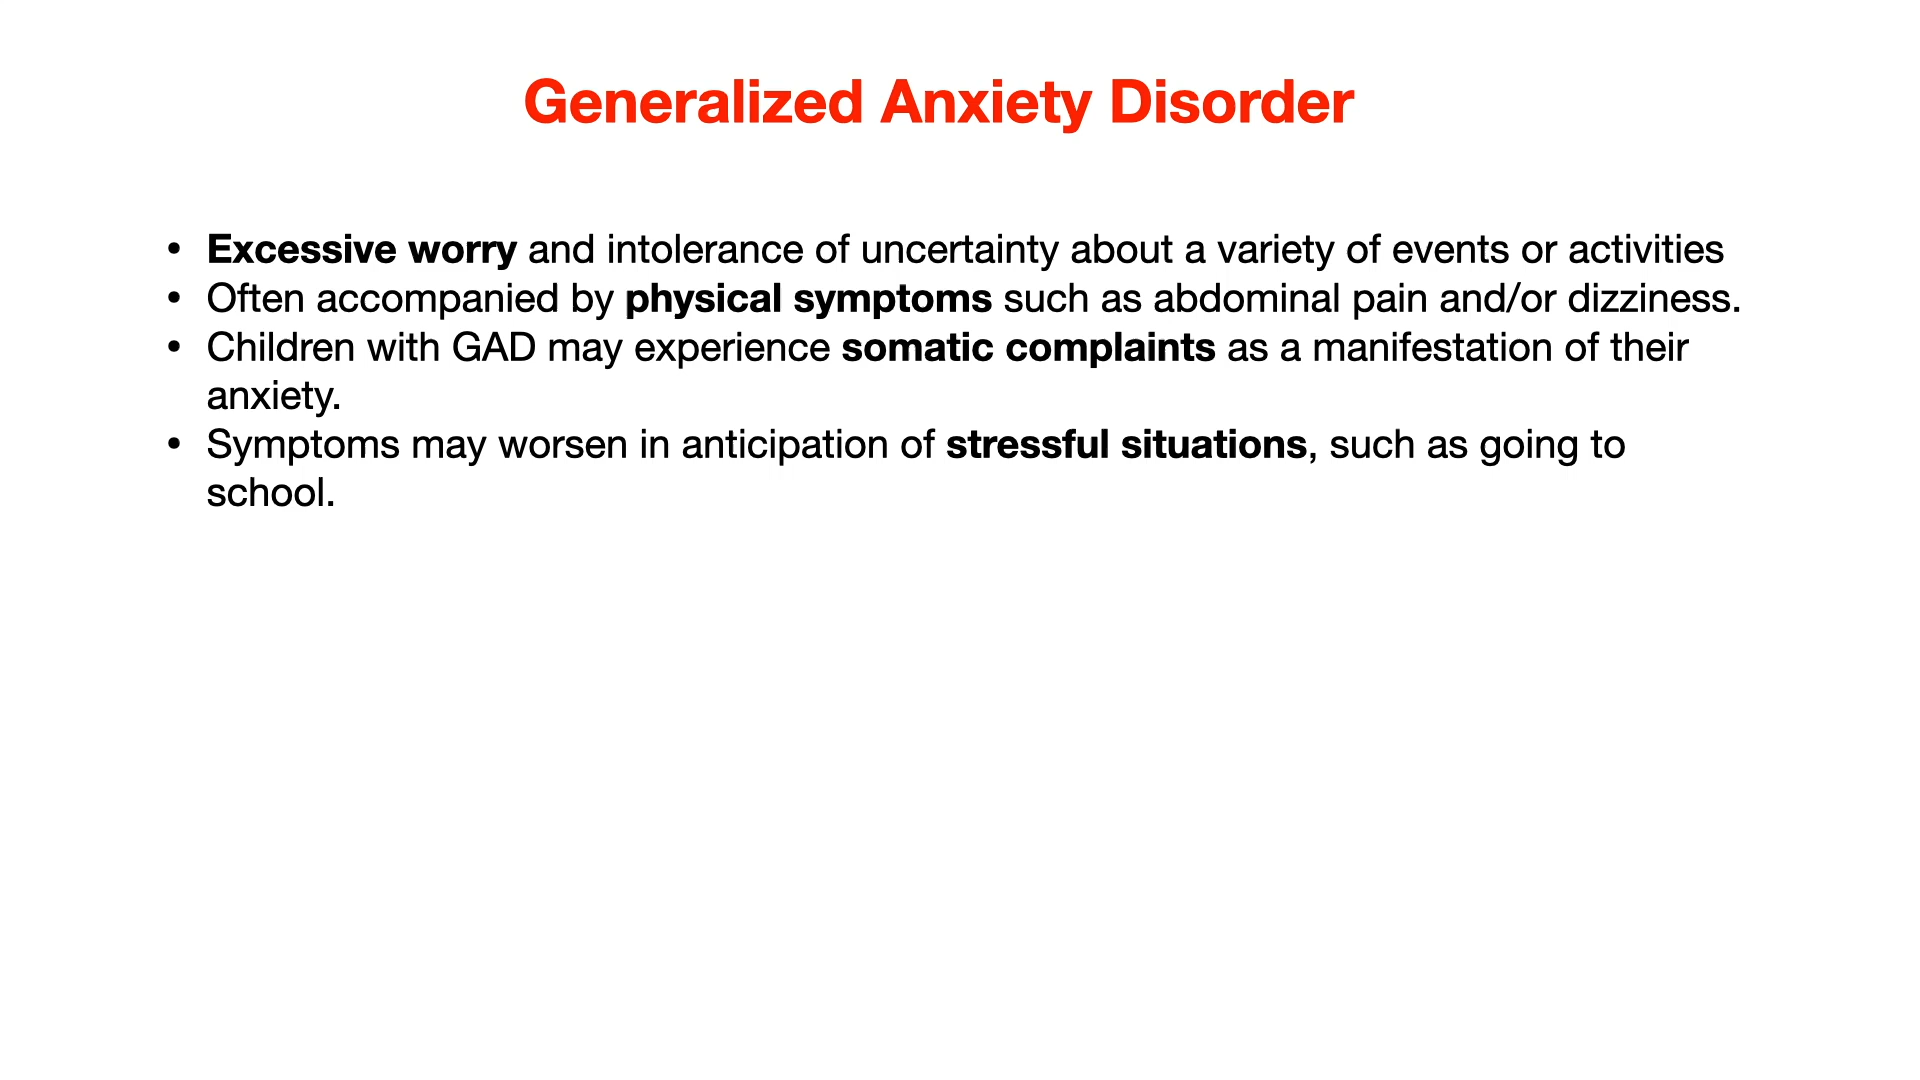 Generalized Anxiety Disorder
• Excessive worry and intolerance of uncertainty about a variety of events or activities
• Often accompanied by physical symptoms such as abdominal pain and/or dizziness.
• Children with GAD may experience somatic complaints as a manifestation of their
anxiety.
• Symptoms may worsen in anticipation of stressful situations, such as going to
school.